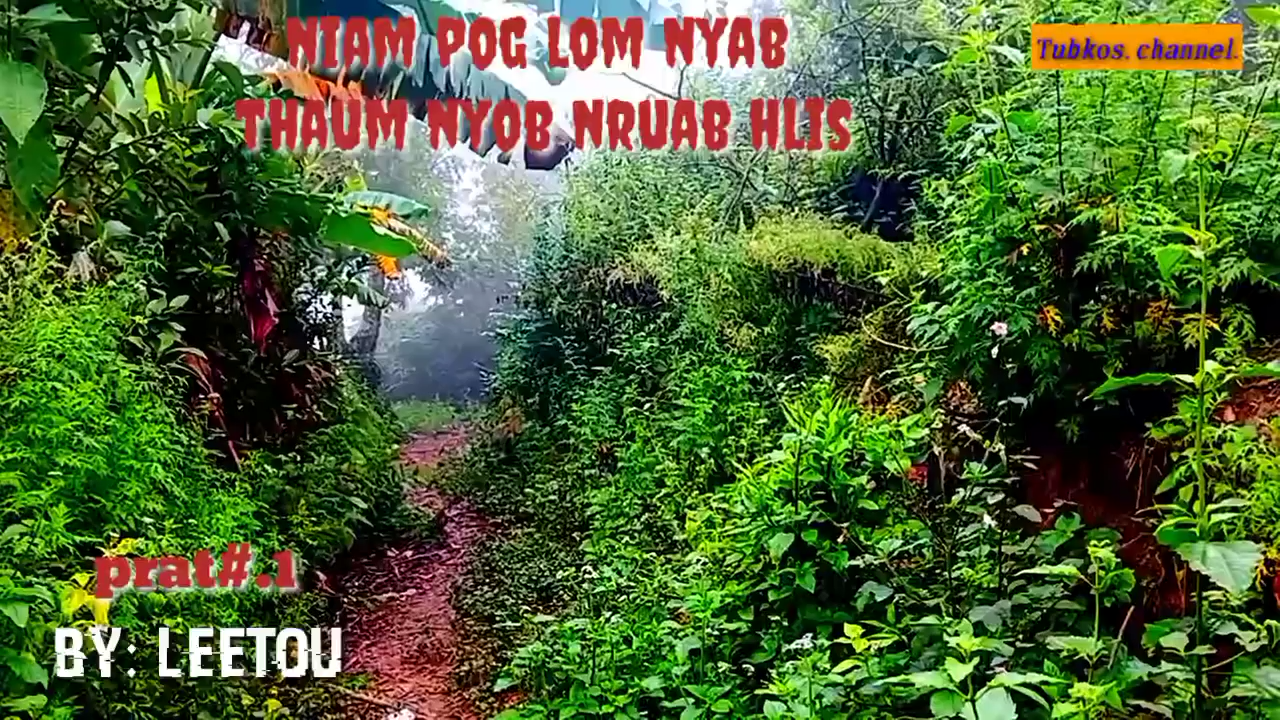 NIAM POG LOM NYAB
THAUM NYOB NRUAB HLIS
Tubkos. channel.
prat#.1
BY: LEETOU